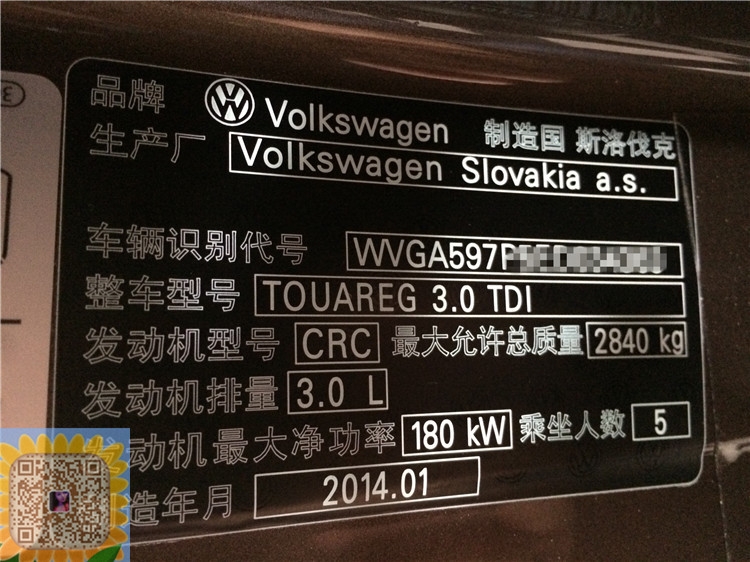 品牌 Volkswagen 制造国 斯洛伐克
生产厂 Volkswagen Slovakia a.s.
车辆识别代号 WVGA597
整车型号 TOUAREG 3.0 TDI
发动机型号 CRC 最大允许总质量 2840 kg
发动机排量 3.0 L
发动机最大净功率 180 kW 乘坐人数 5
造年月 2014.01